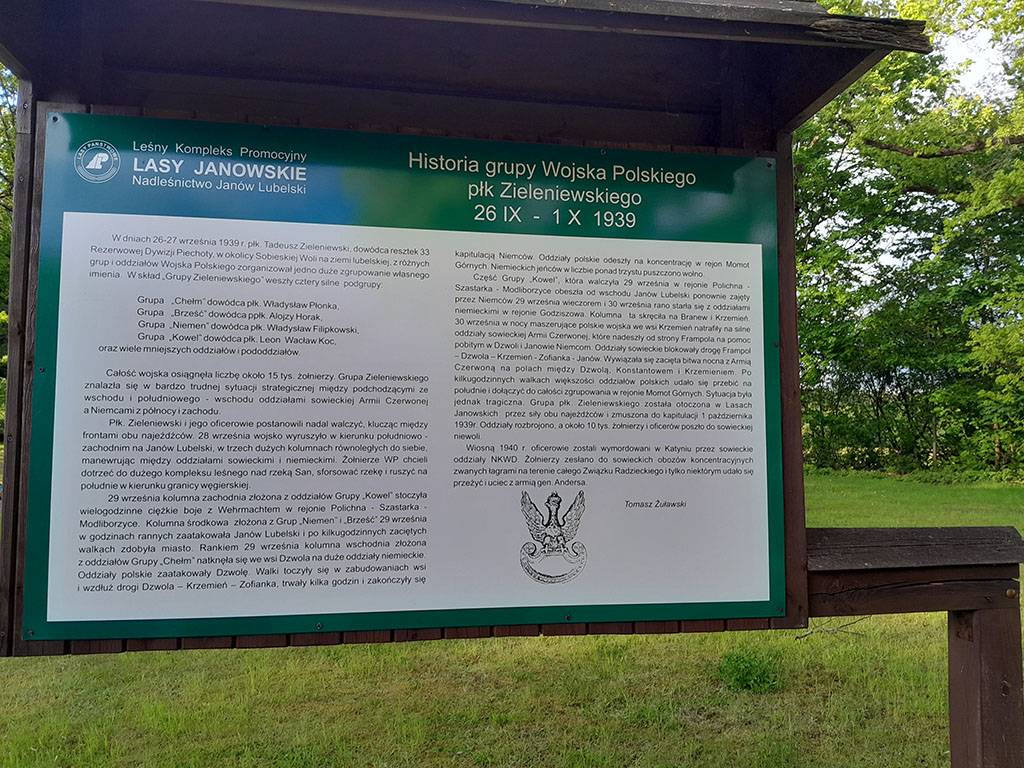 LASY PAŃSTWOWE
Leśny Kompleks Promocyjny
LASY JANOWSKIE
Nadleśnictwo Janów Lubelski
Historia grupy Wojska Polskiego
płk Zieleniewskiego
26 IX - 1 X 1939
W dniach 26-27 września 1939 r. płk. Tadeusz Zieleniewski, dowódca resztek 33
Rezerwowej Dywizji Piechoty, w okolicy Sobieskiej Woli na ziemi lubelskiej, z różnych
grup i oddziałów Wojska Polskiego zorganizował jedno duże zgrupowanie własnego
imienia. W skład „Grupy Zieleniewskiego" weszły cztery silne podgrupy:
Grupa „Chełm" dowódca płk. Władysław Płonka,
Grupa „Brześć" dowódca ppłk. Alojzy Horak,
Grupa „Niemen" dowódca płk. Władysław Filipkowski,
Grupa „Kowel" dowódca płk. Leon Wacław Koc,
oraz wiele mniejszych oddziałów i pododdziałów.
Całość wojska osiągnęła liczbę około 15 tys. żołnierzy. Grupa Zieleniewskiego
znalazła się w bardzo trudnej sytuacji strategicznej między podchodzącymi ze
wschodu i południowego - wschodu oddziałami sowieckiej Armii Czerwonej
a Niemcami z północy i zachodu.
Płk. Zieleniewski i jego oficerowie postanowili nadal walczyć, klucząc między
frontami obu najeźdźców. 28 września wojsko wyruszyło w kierunku południowo -
zachodnim na Janów Lubelski, w trzech dużych kolumnach równoległych do siebie,
manewrując między oddziałami sowieckimi i niemieckimi. Żołnierze WP chcieli
dotrzeć do dużego kompleksu leśnego nad rzeką San, sforsować rzekę i ruszyć na
południe w kierunku granicy węgierskiej.
29 września kolumna zachodnia złożona z oddziałów Grupy „Kowel" stoczyła
wielogodzinne ciężkie boje z Wehrmachtem w rejonie Polichna - Szastarka -
Modliborzyce. Kolumna środkowa złożona z Grup „Niemen" i „Brześć" 29 września
w godzinach rannych zaatakowała Janów Lubelski i po kilkugodzinnych zaciętych
walkach zdobyła miasto. Rankiem 29 września kolumna wschodnia złożona
z oddziałów Grupy „Chełm" natknęła się we wsi Dzwola na duże oddziały niemieckie.
Oddziały polskie zaatakowały Dzwolę. Walki toczyły się w zabudowaniach wsi
i wzdłuż drogi Dzwola – Krzemień – Zofianka, trwały kilka godzin i zakończyły się
kapitulacją Niemców. Oddziały polskie odeszły na koncentrację w rejon Momot
Górnych. Niemieckich jeńców w liczbie ponad trzystu puszczono wolno.
Część Grupy „Kowel", która walczyła 29 września w rejonie Polichna -
Szastarka - Modliborzyce obeszła od wschodu Janów Lubelski ponownie zajęty
przez Niemców 29 września wieczorem i 30 września rano starła się z oddziałami
niemieckimi w rejonie Godziszowa. Kolumna ta skręciła na Branew i Krzemień.
30 września w nocy maszerujące polskie wojska we wsi Krzemień natrafiły na silne
oddziały sowieckiej Armii Czerwonej, które nadeszły od strony Frampola na pomoc
pobitym w Dzwoli i Janowie Niemcom. Oddziały sowieckie blokowały drogę Frampol
– Dzwola – Krzemień - Zofianka - Janów. Wywiązała się zacięta bitwa nocna z Armią
Czerwoną na polach między Dzwolą, Konstantowem i Krzemieniem. Po
kilkugodzinnych walkach większości oddziałów polskich udało się przebić na
południe i dołączyć do całości zgrupowania w rejonie Momot Górnych. Sytuacja była
jednak tragiczna. Grupa płk. Zieleniewskiego została otoczona w Lasach
Janowskich przez siły obu najeźdźców i zmuszona do kapitulacji 1 października
1939r. Oddziały rozbrojono, a około 10 tys. żołnierzy i oficerów poszło do sowieckiej
niewoli.
Wiosną 1940 r. oficerowie zostali wymordowani w Katyniu przez sowieckie
oddziały NKWD. Żołnierzy zesłano do sowieckich obozów koncentracyjnych
zwanych łagrami na terenie całego Związku Radzieckiego i tylko niektórym udało się
przeżyć i uciec z armią gen. Andersa.
Tomasz Żuławski